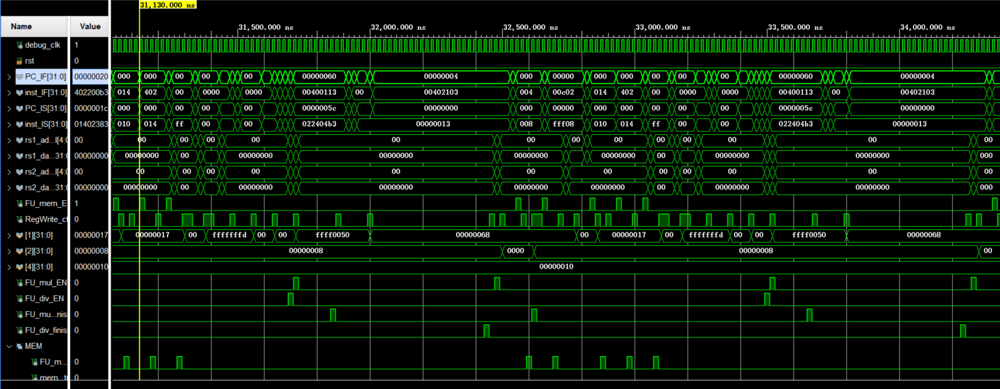 31,130.000 ns
Name Value
31,500.000 ns 32,000.000 ns 32,500.000 ns 33,000.000 ns 33,500.000 ns 34,000.000 ns
debug_clk 1
rst 0
PC_IF[31:0] 00000020 000 000 00 00 00 00000060 00000004 000 000 000 000 00 00 00 00000060 00000004
inst_IF[31:0] 402200b3 014 402 00 0000 0000 00400113 00 00402103 004 00c02 014 402 00 0000 0000 00400113 00 00402103
PC_IS[31:0] 0000001c 000 000 00 00 00 0000005c 00000000 000 00000 000 000 00 00 00 0000005c 00000000
inst_IS[31:0] 01402383 010 014 ff 00 00 022404b3 00000013 008 fff08 010 014 ff 00 00 022404b3 00000013
rs1_ad...l[4:0 00 00 00 00 00 00 00 00 00 00 00 00 00 00
rs1_da...31:0 00000000 00000000 00 00000000 00000000 00000000 00000000 00 00000000 00000000 000
rs2_ad...l[4:0 00 00 00 00 00 00 00 00 00 00 00 00 00
rs2_da...31:0 00000000 00000000 00 00000000 00000000 00000000 00000000 00 00000000 00000000 000
FU_mem_E 1
RegWrite_ct 0
[1][31:0] 00000017 00000017 00 fffffffd 00 00 ffff0050 00000068 00 00000017 00 fffffffd 00 00 ffff0050 00000068
[2][31:0] 00000008 00000008 0000 00000008 00
[4][31:0] 00000010 00000010
FU_mul_EN 0
FU_div_EN 0
FU_mu...nis 0
FU_div_finis 0
MEM
FU_m... 0
mem_t 0